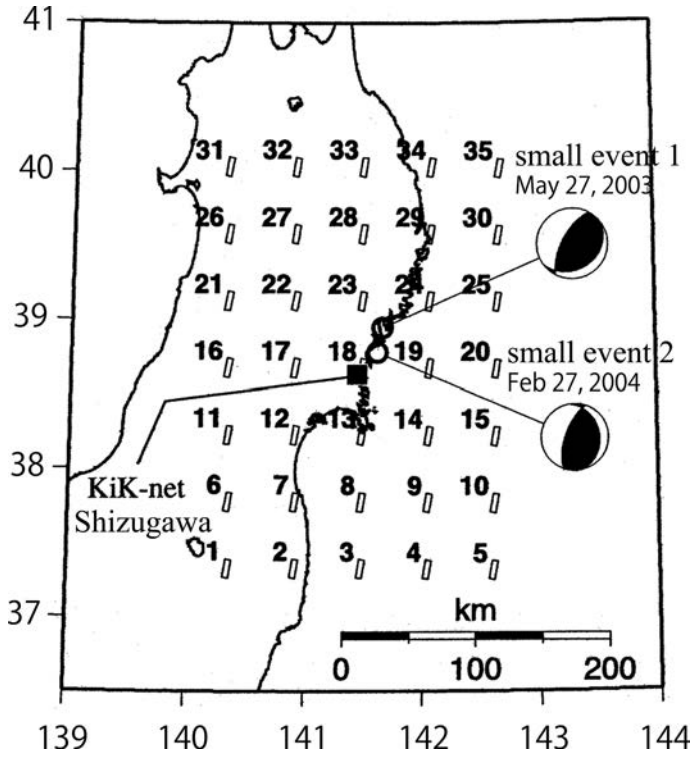 41
31 32 33 34 35
small event 1
May 27, 2003
40
26 27 28 29 30
21 22 23 24 25
39
16 17 18 19 20
small event 2
Feb 27, 2004
11 12 13 14 15
38
KiK-net
Shizugawa
6 7 8 9 10
1 2 3 4 5
37
km
0 100 200
139 140 141 142 143 144